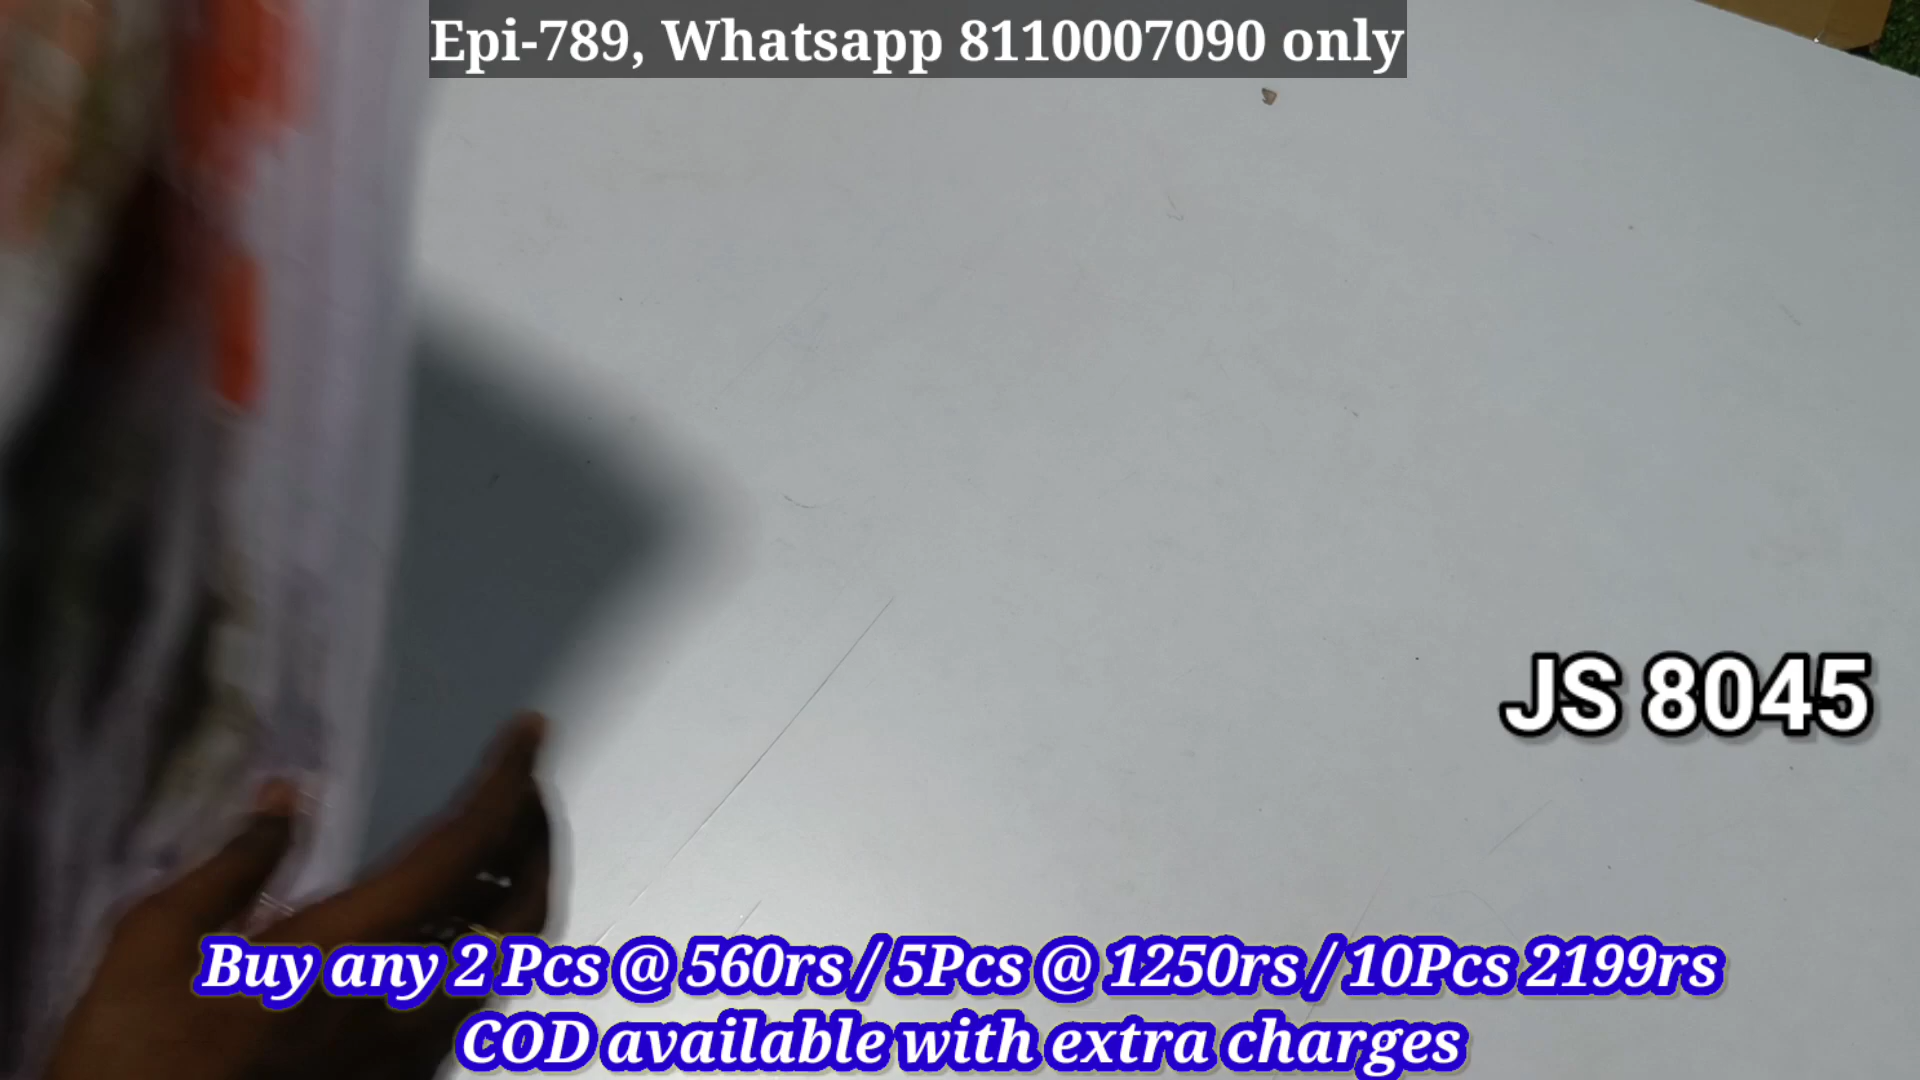 Epi-789, Whatsapp 8110007090 only
JS 8045
Buy any 2 Pcs @ 560rs / 5Pcs @ 1250rs / 10Pcs 2199rs
COD available with extra charges